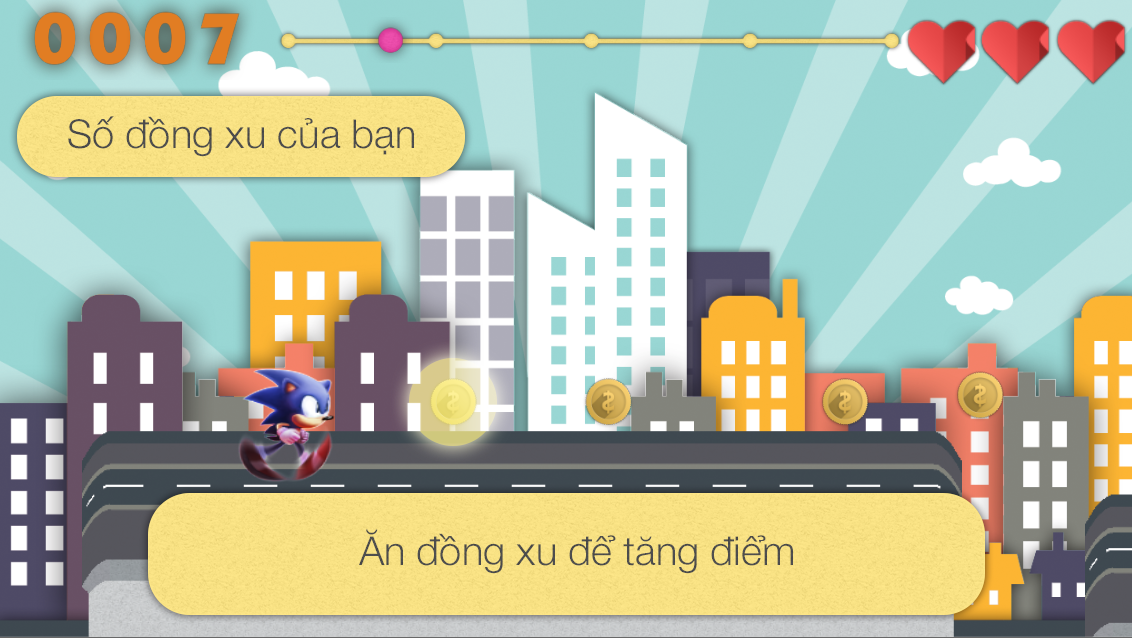 0007
Số đồng xu của bạn
Ăn đồng xu để tăng điểm